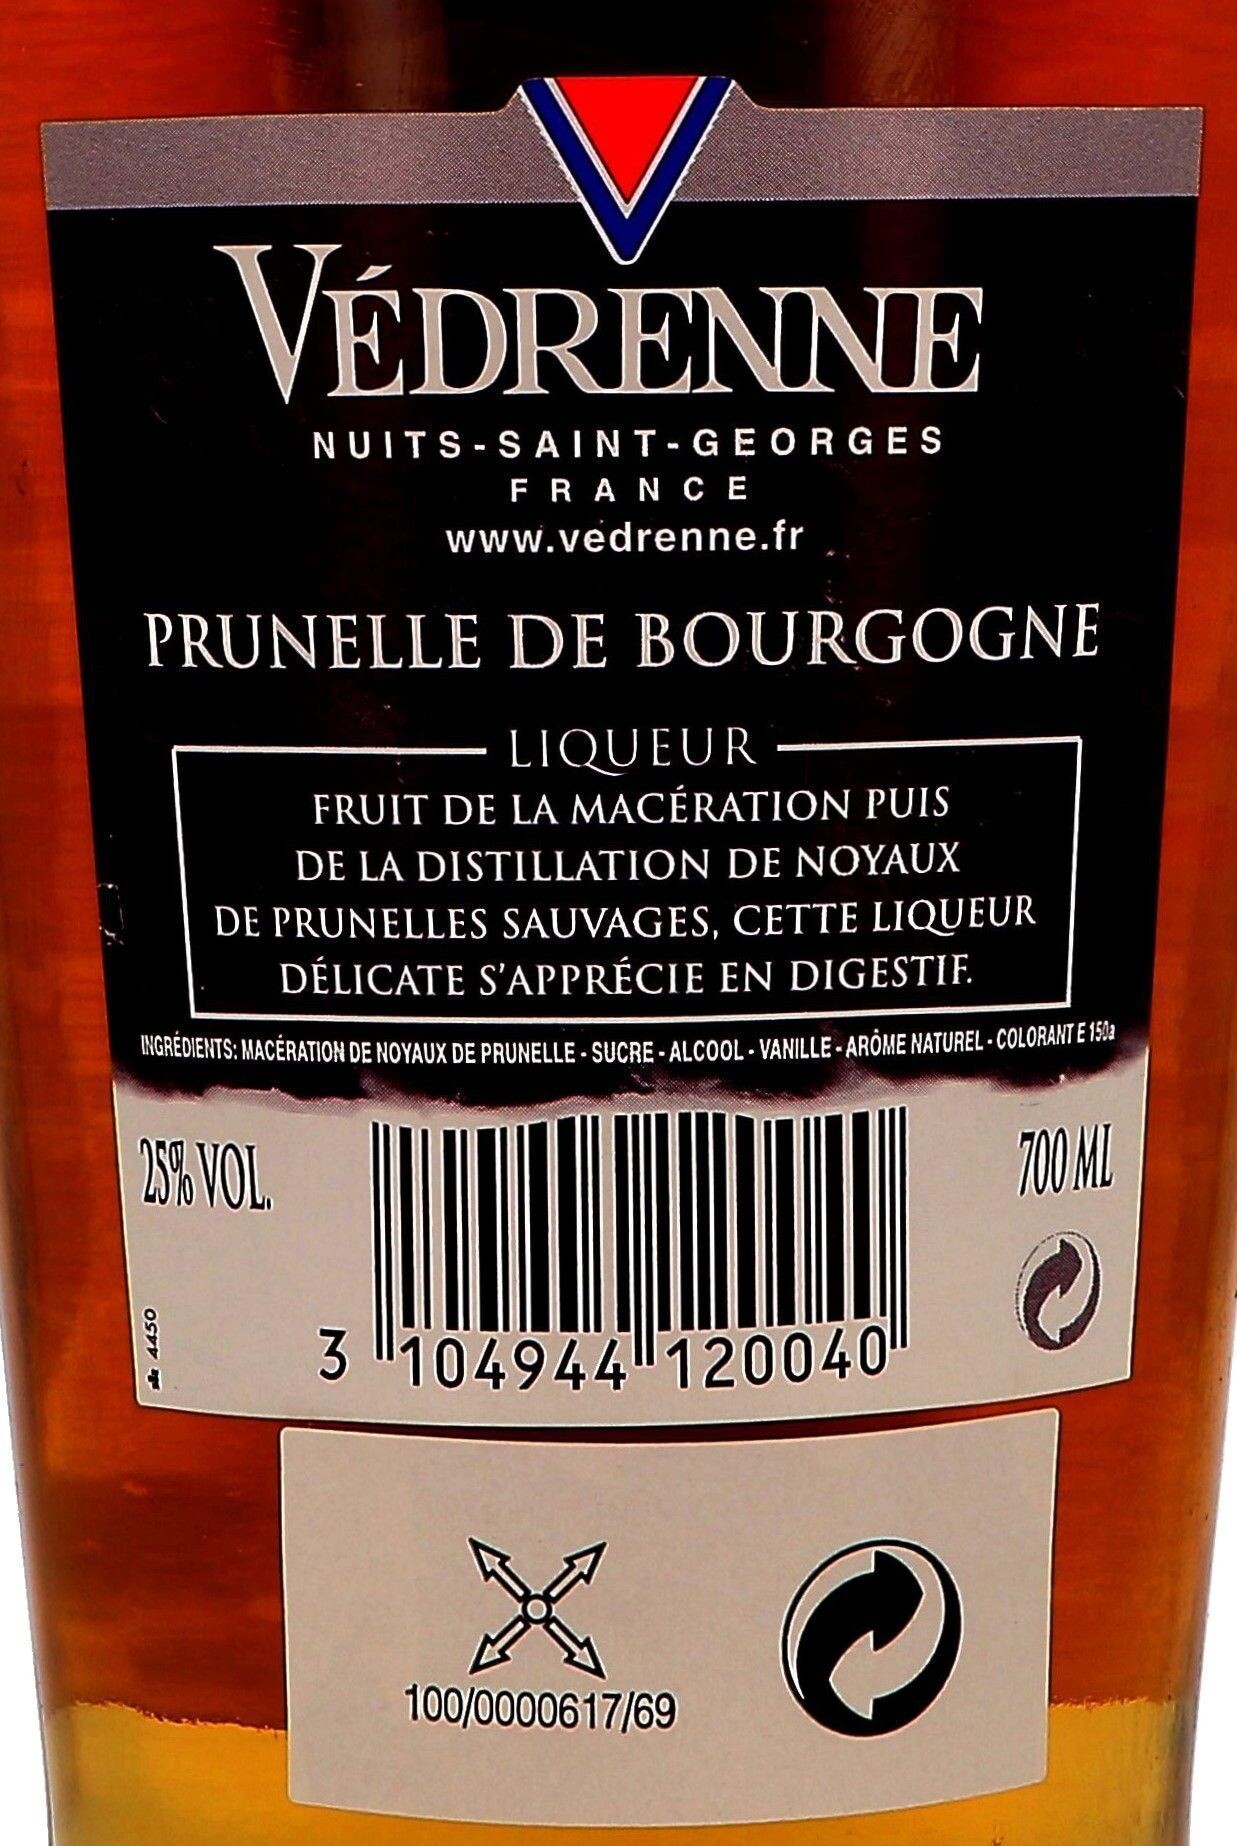 VÉDRENNE
NUITS-SAINT-GEORGES
FRANCE
www.vedrenne.fr
PRUNELLE DE BOURGOGNE
LIQUEUR
FRUIT DE LA MACÉRATION PUIS
DE LA DISTILLATION DE NOYAUX
DE PRUNELLES SAUVAGES, CETTE LIQUEUR
DÉLICATE S'APPRÉCIE EN DIGESTIF.
INGRÉDIENTS: MACÉRATION DE NOYAUX DE PRUNELLE - SUCRE - ALCOOL - VANILLE - ARÔME NATUREL - COLORANT E 150a
25% VOL.
700 ML
4450
3 104944 120040
100/0000617/69